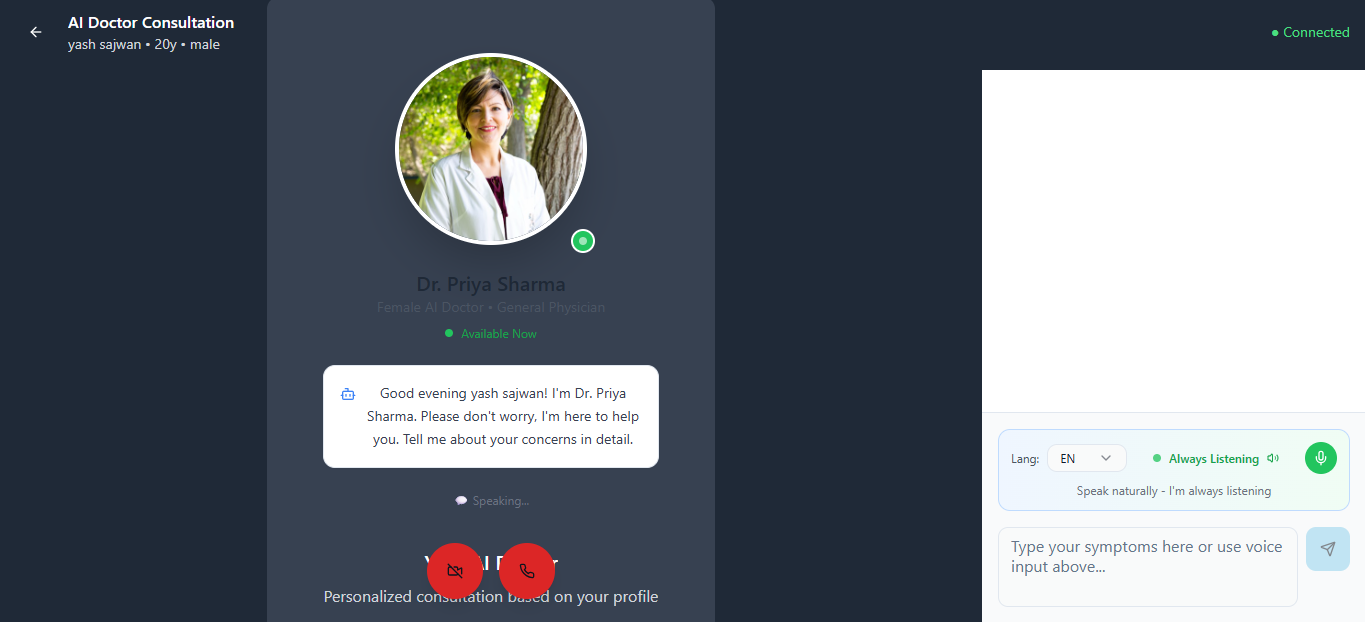 AI Doctor Consultation
yash sajwan • 20y • male
Connected
Dr. Priya Sharma
Female AI Doctor • General Physician
Available Now
Good evening yash sajwan! I'm Dr. Priya
Sharma. Please don't worry, I'm here to help
you. Tell me about your concerns in detail.
Speaking...
AI
Personalized consultation based on your profile
Lang:
EN
Always Listening
Speak naturally - I'm always listening
Type your symptoms here or use voice
input above...